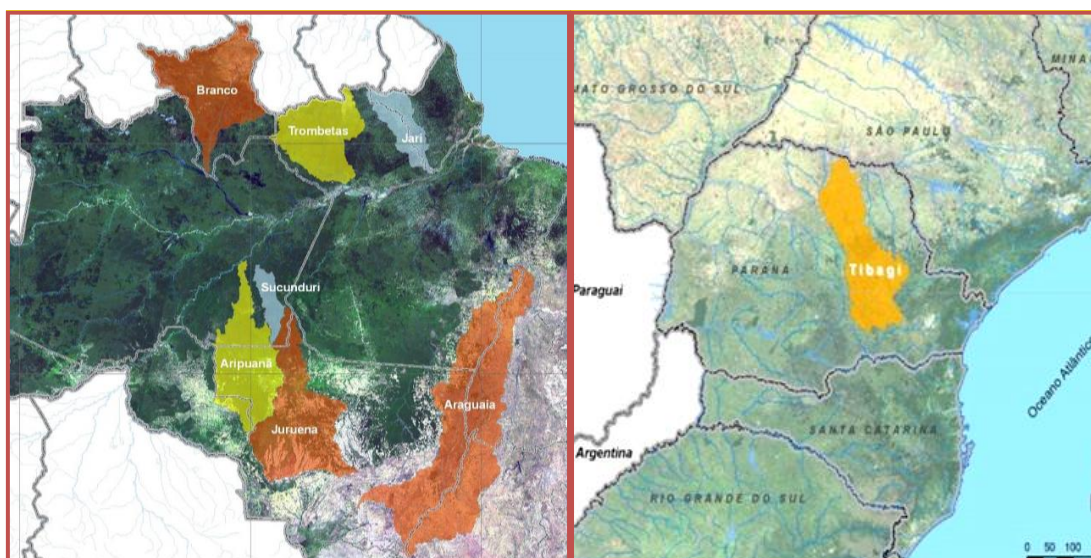 Branco
Trombetas
Jari
Sucunduri
Aripuanã
Juruena
Araguaia
MATO GROSSO DO SUL
MINA
SÃO PAULO
PARANÁ
Tibagi
Paraguai
Oceano Atlântico
SANTA CATARINA
Argentina
RIO GRANDE DO SUL
0 50 100